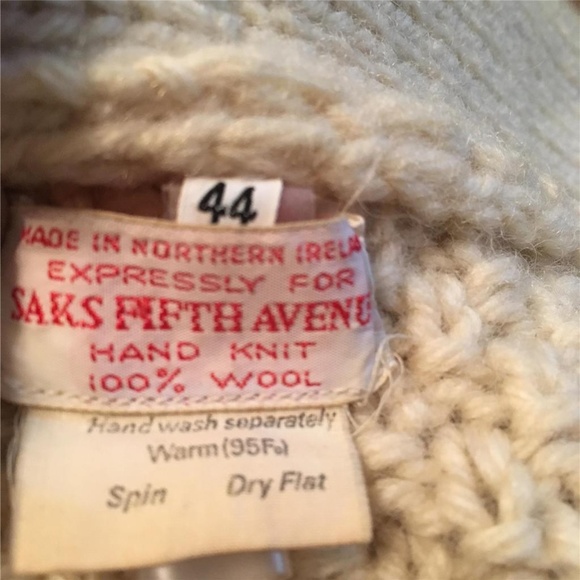 44
MADE IN NORTHERN IRELA
EXPRESSLY FOR
SAKS FIFTH AVENU
HAND KNIT
100% WOOL
Hand wash separately
Warm (95F.)
Spin Dry Flat